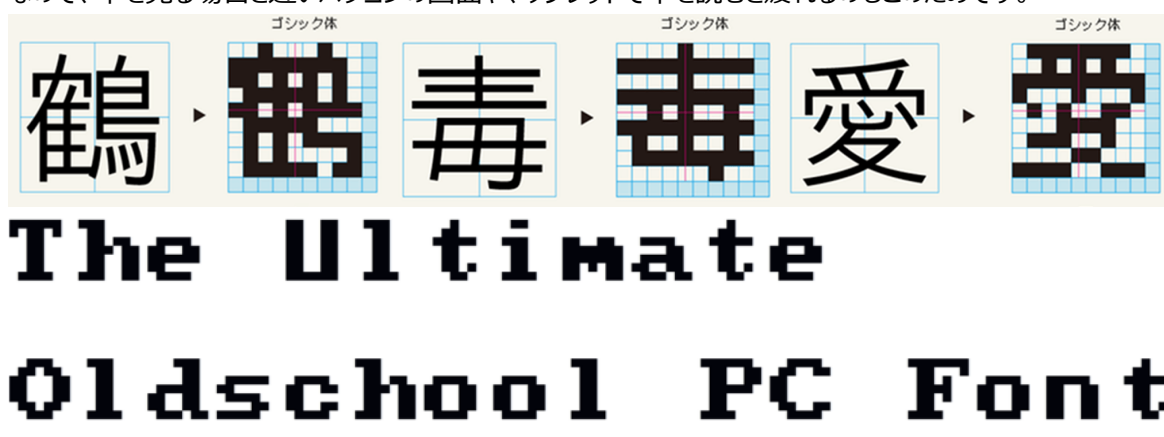 ゴシック体 ゴシック体 ゴシック体
鶴 鶴 毒 毒 愛 愛
The Ultimate
Oldschool PC Font